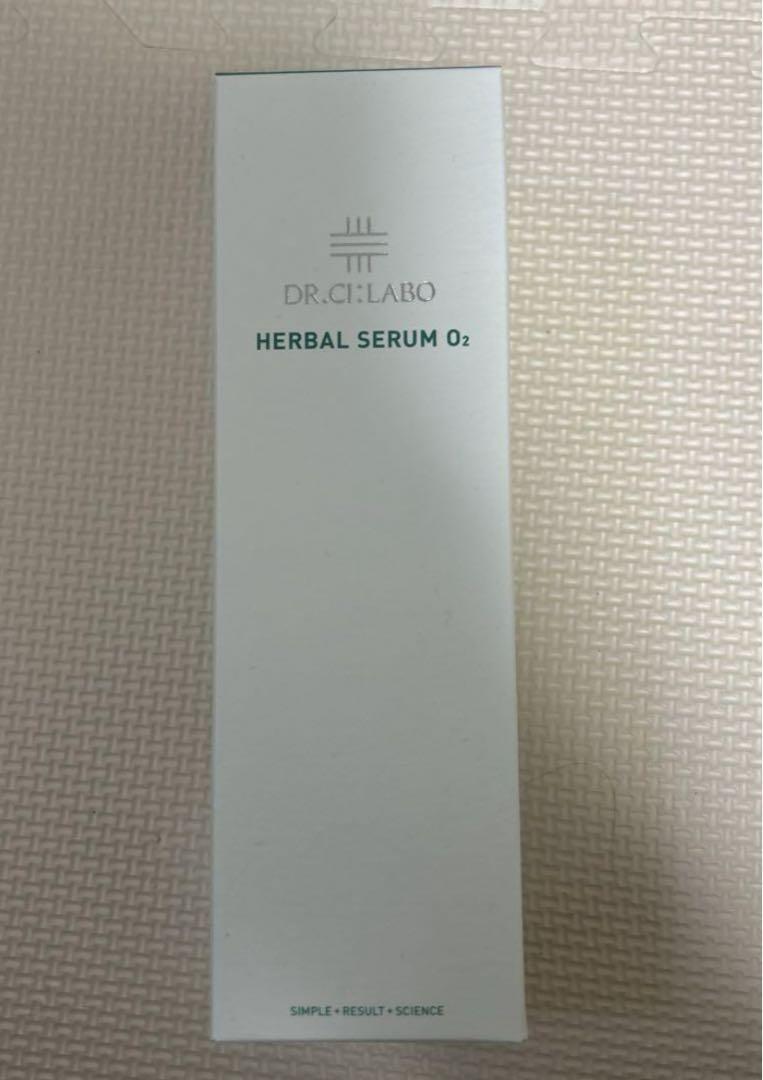 DR.CI:LABO
HERBAL SERUM O₂
SIMPLE + RESULT + SCIENCE